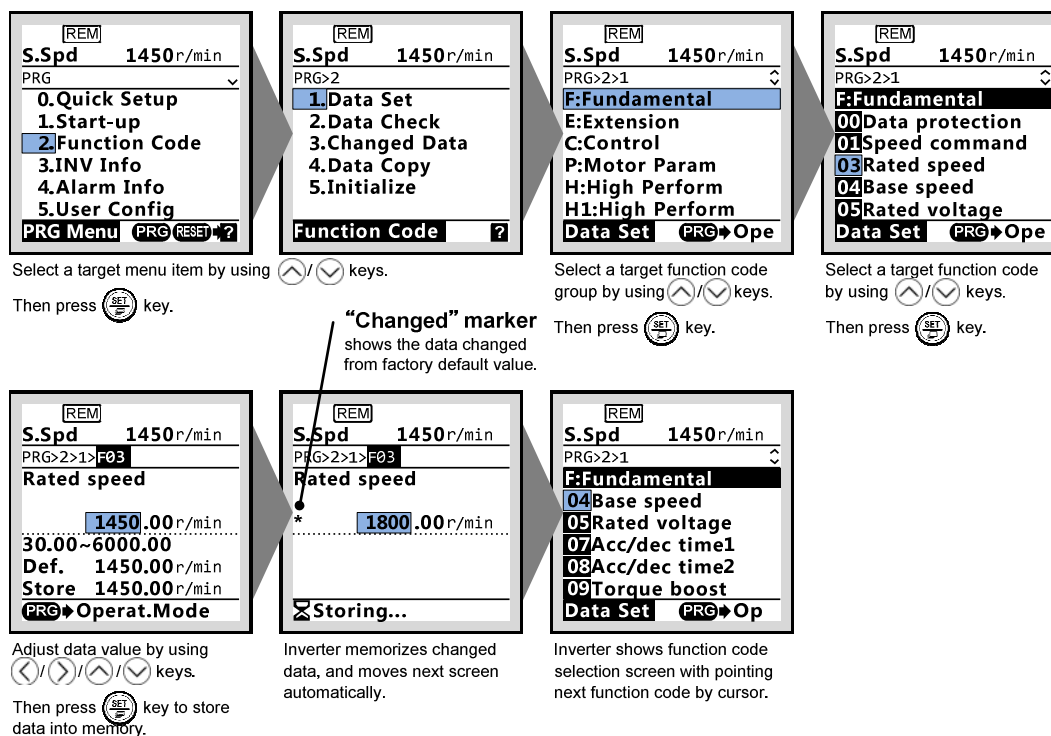 REM
S.Spd 1450r/min
PRG
0.Quick Setup
1.Start-up
2.Function Code
3.INV Info
4.Alarm Info
5.User Config
PRG Menu PRG RESET ?
REM
S.Spd 1450r/min
PRG>2
1.Data Set
2.Data Check
3.Changed Data
4.Data Copy
5.Initialize
Function Code ?
REM
S.Spd 1450r/min
PRG>2>1
F:Fundamental
E:Extension
C:Control
P:Motor Param
H:High Perform
H1:High Perform
Data Set PRG Ope
REM
S.Spd 1450r/min
PRG>2>1
F:Fundamental
00Data protection
01Speed command
03Rated speed
04Base speed
05Rated voltage
Data Set PRG Ope
Select a target menu item by using / keys.
Then press SET key.
Select a target function code
group by using / keys.
Then press SET key.
Select a target function code
by using / keys.
Then press SET key.
“Changed” marker
shows the data changed
from factory default value.
REM
S.Spd 1450r/min
PRG>2>1>F03
Rated speed
1450.00r/min
30.00~6000.00
Def. 1450.00r/min
Store 1450.00r/min
PRG Operat.Mode
REM
S.Spd 1450r/min
PRG>2>1>F03
Rated speed
* 1800.00r/min
Storing...
REM
S.Spd 1450r/min
PRG>2>1
F:Fundamental
04Base speed
05Rated voltage
07Acc/dec time1
08Acc/dec time2
09Torque boost
Data Set PRG Op
Adjust data value by using
/ / / keys.
Then press SET key to store
data into memory.
Inverter memorizes changed
data, and moves next screen
automatically.
Inverter shows function code
selection screen with pointing
next function code by cursor.